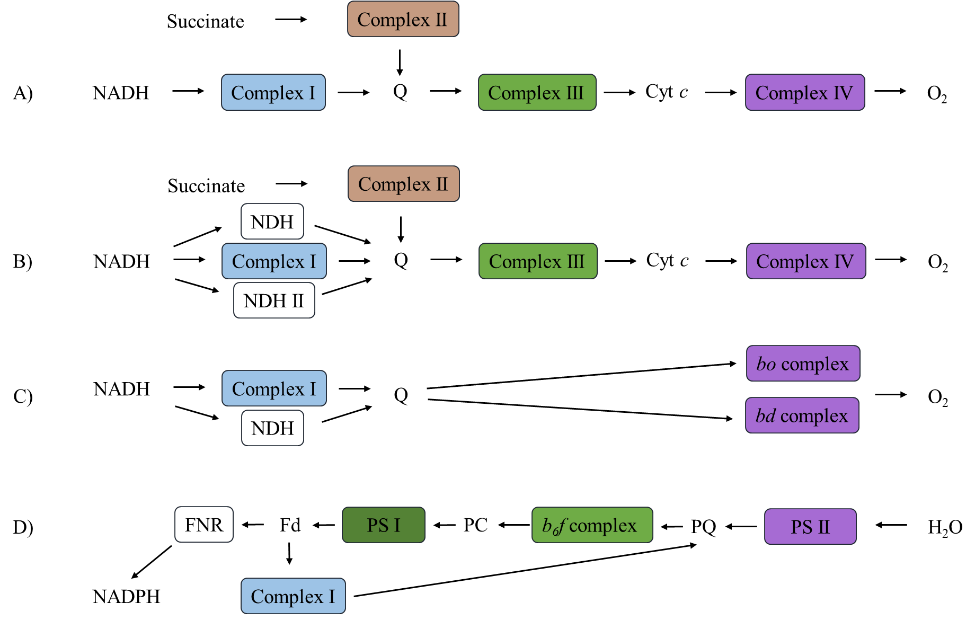 Succinate Complex II
A) NADH Complex I Q Complex III Cyt c Complex IV O₂
Succinate Complex II
NDH
B) NADH Complex I Q Complex III Cyt c Complex IV O₂
NDH II
bo complex
C) NADH Complex I Q O₂
NDH bd complex
D) FNR Fd PS I PC b₆f complex PQ PS II H₂O
NADPH Complex I